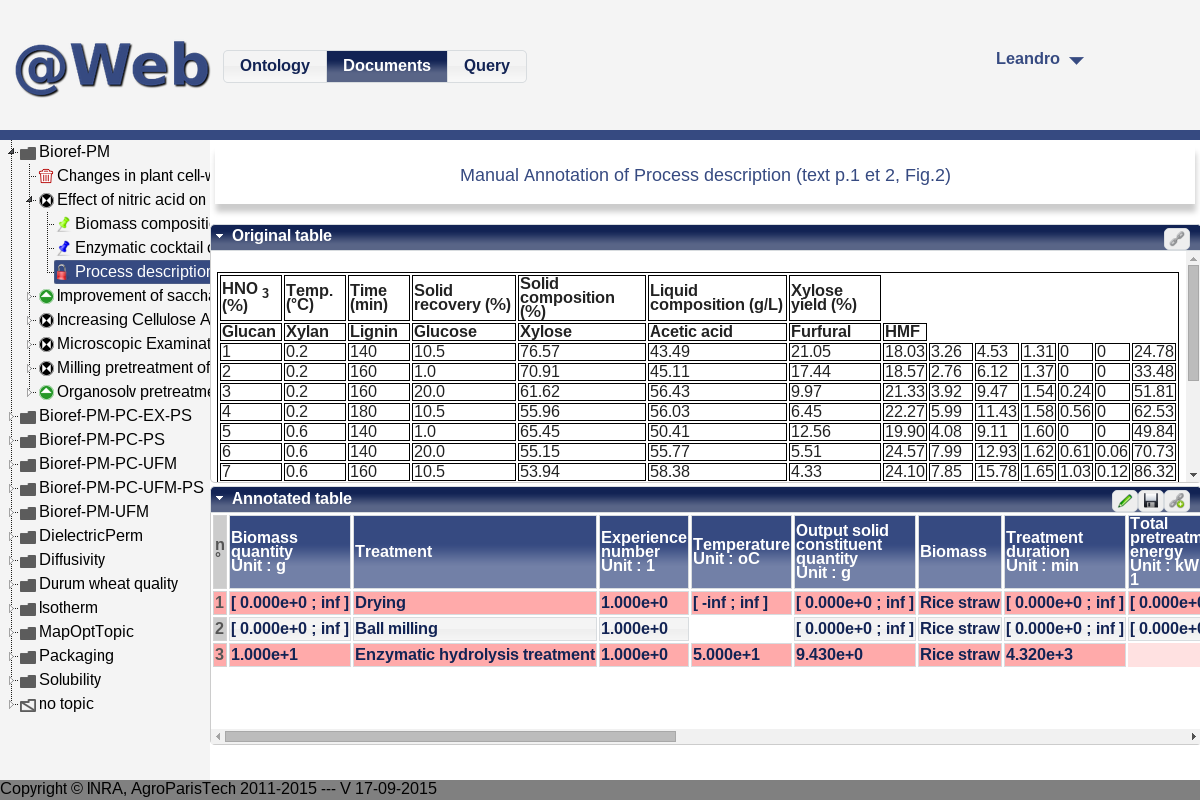 @Web
Ontology Documents Query
Leandro
Bioref-PM
Changes in plant cell-w
Effect of nitric acid on
Biomass compositi
Enzymatic cocktail c
Process description
Improvement of saccha
Increasing Cellulose A
Microscopic Examinat
Milling pretreatment of
Organosolv pretreatme
Bioref-PM-PC-EX-PS
Bioref-PM-PC-PS
Bioref-PM-PC-UFM
Bioref-PM-PC-UFM-PS
Bioref-PM-UFM
DielectricPerm
Diffusivity
Durum wheat quality
Isotherm
MapOptTopic
Packaging
Solubility
no topic
Manual Annotation of Process description (text p.1 et 2, Fig.2)
Original table
HNO 3 (%) Temp. (°C) Time (min) Solid recovery (%) Solid composition (%) Liquid composition (g/L) Xylose yield (%)
Glucan Xylan Lignin Glucose Xylose Acetic acid Furfural HMF
1 0.2 140 10.5 76.57 43.49 21.05 18.03 3.26 4.53 1.31 0 0 24.78
2 0.2 160 1.0 70.91 45.11 17.44 18.57 2.76 6.12 1.37 0 0 33.48
3 0.2 160 20.0 61.62 56.43 9.97 21.33 3.92 9.47 1.54 0.24 0 51.81
4 0.2 180 10.5 55.96 56.03 6.45 22.27 5.99 11.43 1.58 0.56 0 62.53
5 0.6 140 1.0 65.45 50.41 12.56 19.90 4.08 9.11 1.60 0 0 49.84
6 0.6 140 20.0 55.15 55.77 5.51 24.57 7.99 12.93 1.62 0.61 0.06 70.73
7 0.6 160 10.5 53.94 58.38 4.33 24.10 7.85 15.78 1.65 1.03 0.12 86.32
Annotated table
n° Biomass quantity Unit : g Treatment Experience number Unit : 1 Temperature Unit : oC Output solid constituent quantity Unit : g Biomass Treatment duration Unit : min Total pretreatm energy Unit : kW 1
1 [ 0.000e+0 ; inf ] Drying 1.000e+0 [ -inf ; inf ] [ 0.000e+0 ; inf ] Rice straw [ 0.000e+0 ; inf ] [ 0.000e+0
2 [ 0.000e+0 ; inf ] Ball milling 1.000e+0 [ 0.000e+0 ; inf ] Rice straw [ 0.000e+0 ; inf ] [ 0.000e+0
3 1.000e+1 Enzymatic hydrolysis treatment 1.000e+0 5.000e+1 9.430e+0 Rice straw 4.320e+3
Copyright © INRA, AgroParisTech 2011-2015 --- V 17-09-2015